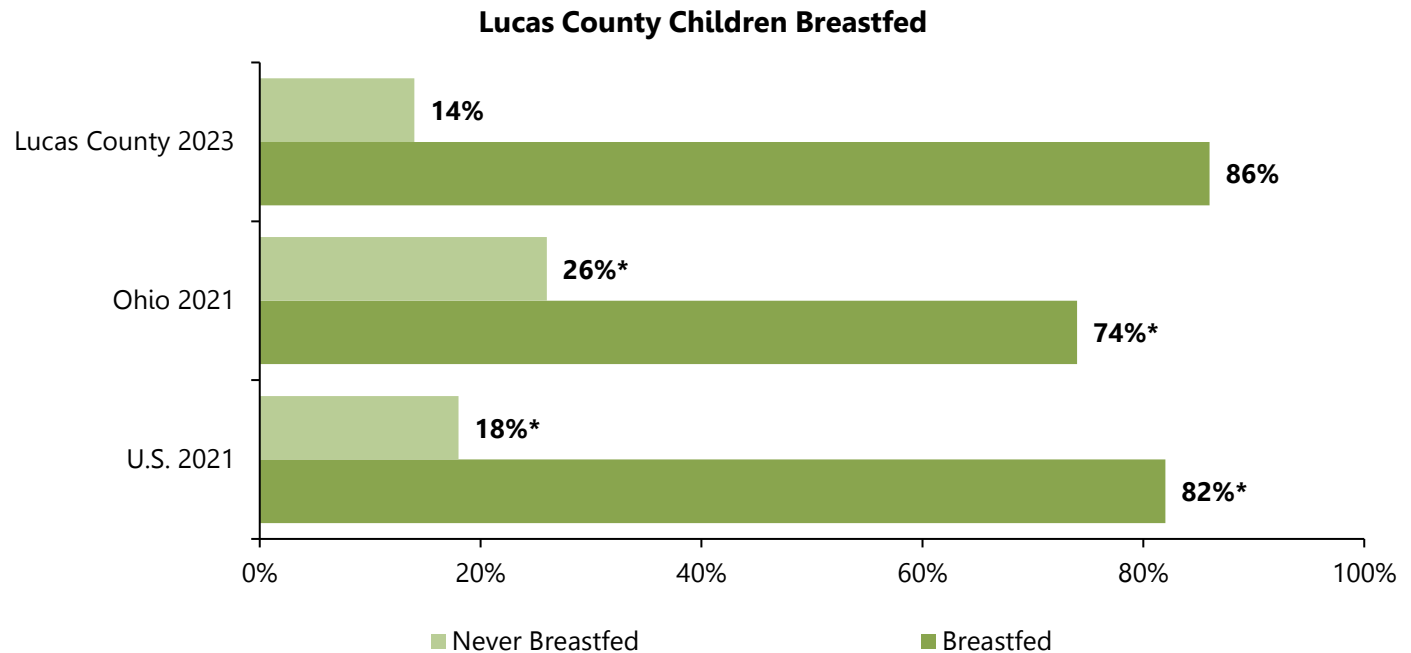 Lucas County Children Breastfed
Lucas County 2023
14%
86%
Ohio 2021
26%*
74%*
U.S. 2021
18%*
82%*
0% 20% 40% 60% 80% 100%
Never Breastfed Breastfed